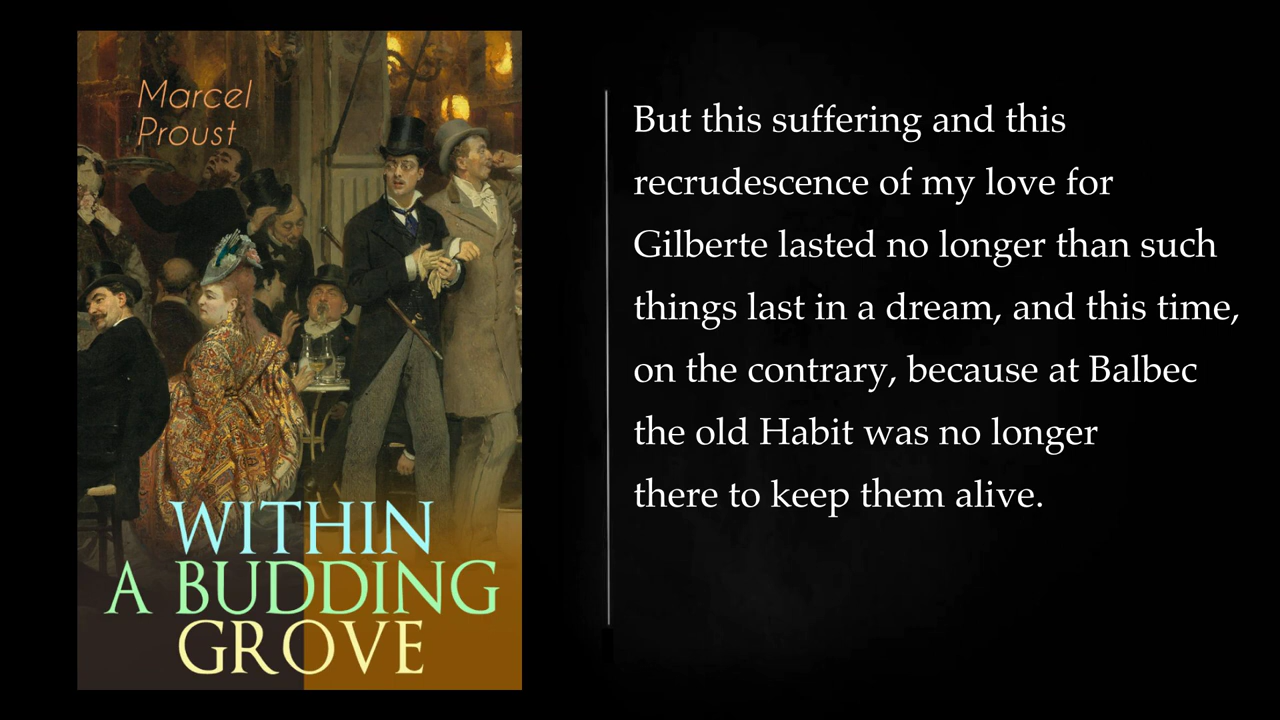 Marcel
Proust
WITHIN
A BUDDING
GROVE
But this suffering and this
recrudescence of my love for
Gilberte lasted no longer than such
things last in a dream, and this time,
on the contrary, because at Balbec
the old Habit was no longer
there to keep them alive.